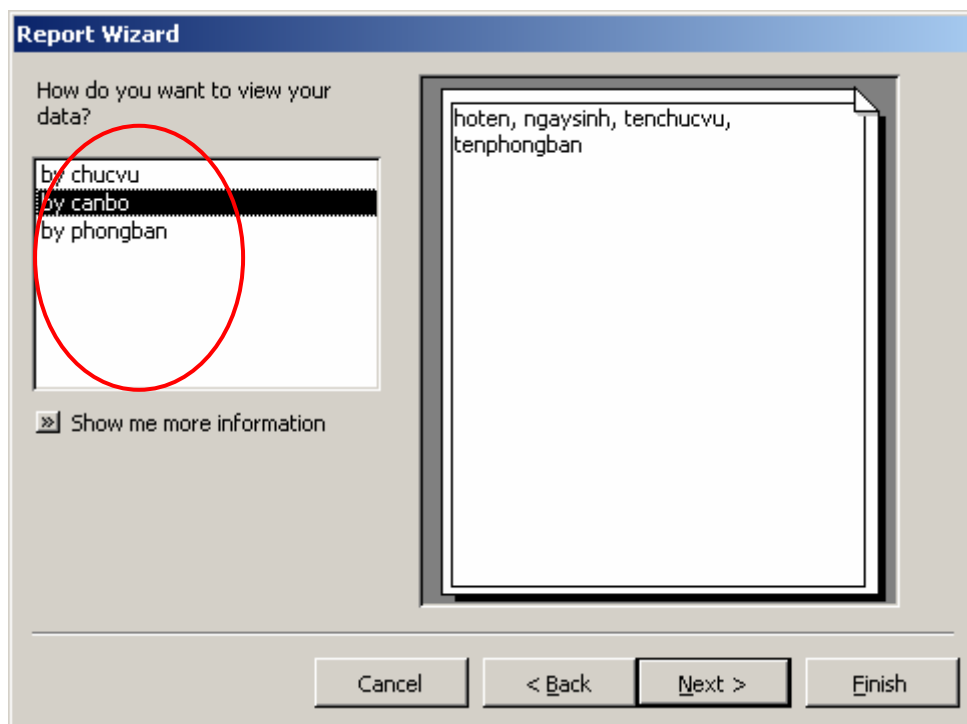 Report Wizard
How do you want to view your
data?
by chucvu
by canbo
by phongban
Show me more information
hoten, ngaysinh, tenchucvu,
tenphongban
Cancel
< Back
Next >
Finish